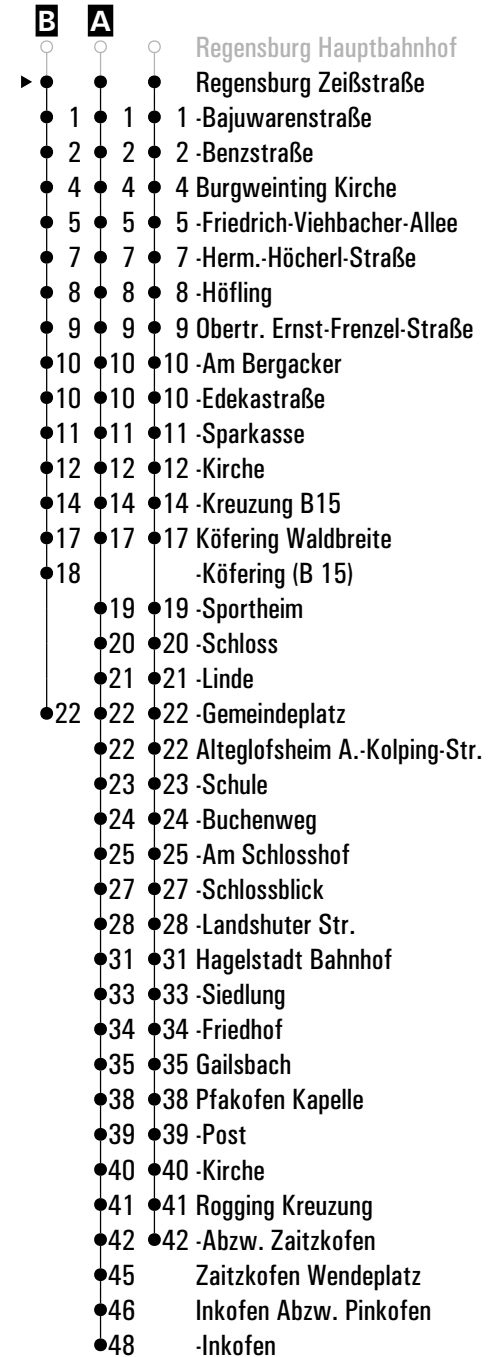 B A
Regensburg Hauptbahnhof
Regensburg Zeißstraße
1 1 1 -Bajuwarenstraße
2 2 2 -Benzstraße
4 4 4 Burgweinting Kirche
5 5 5 -Friedrich-Viehbacher-Allee
7 7 7 -Herm.-Höcherl-Straße
8 8 8 -Höfling
9 9 9 Obertr. Ernst-Frenzel-Straße
10 10 10 -Am Bergacker
10 10 10 -Edekastraße
11 11 11 -Sparkasse
12 12 12 -Kirche
14 14 14 -Kreuzung B15
17 17 17 Köfering Waldbreite
18 -Köfering (B 15)
19 19 -Sportheim
20 20 -Schloss
21 21 -Linde
22 22 22 -Gemeindeplatz
22 22 Alteglofsheim A.-Kolping-Str.
23 23 -Schule
24 24 -Buchenweg
25 25 -Am Schlosshof
27 27 -Schlossblick
28 28 -Landshuter Str.
31 31 Hagelstadt Bahnhof
33 33 -Siedlung
34 34 -Friedhof
35 35 Gailsbach
38 38 Pfakofen Kapelle
39 39 -Post
40 40 -Kirche
41 41 Rogging Kreuzung
42 42 -Abzw. Zaitzkofen
45 Zaitzkofen Wendeplatz
46 Inkofen Abzw. Pinkofen
48 -Inkofen